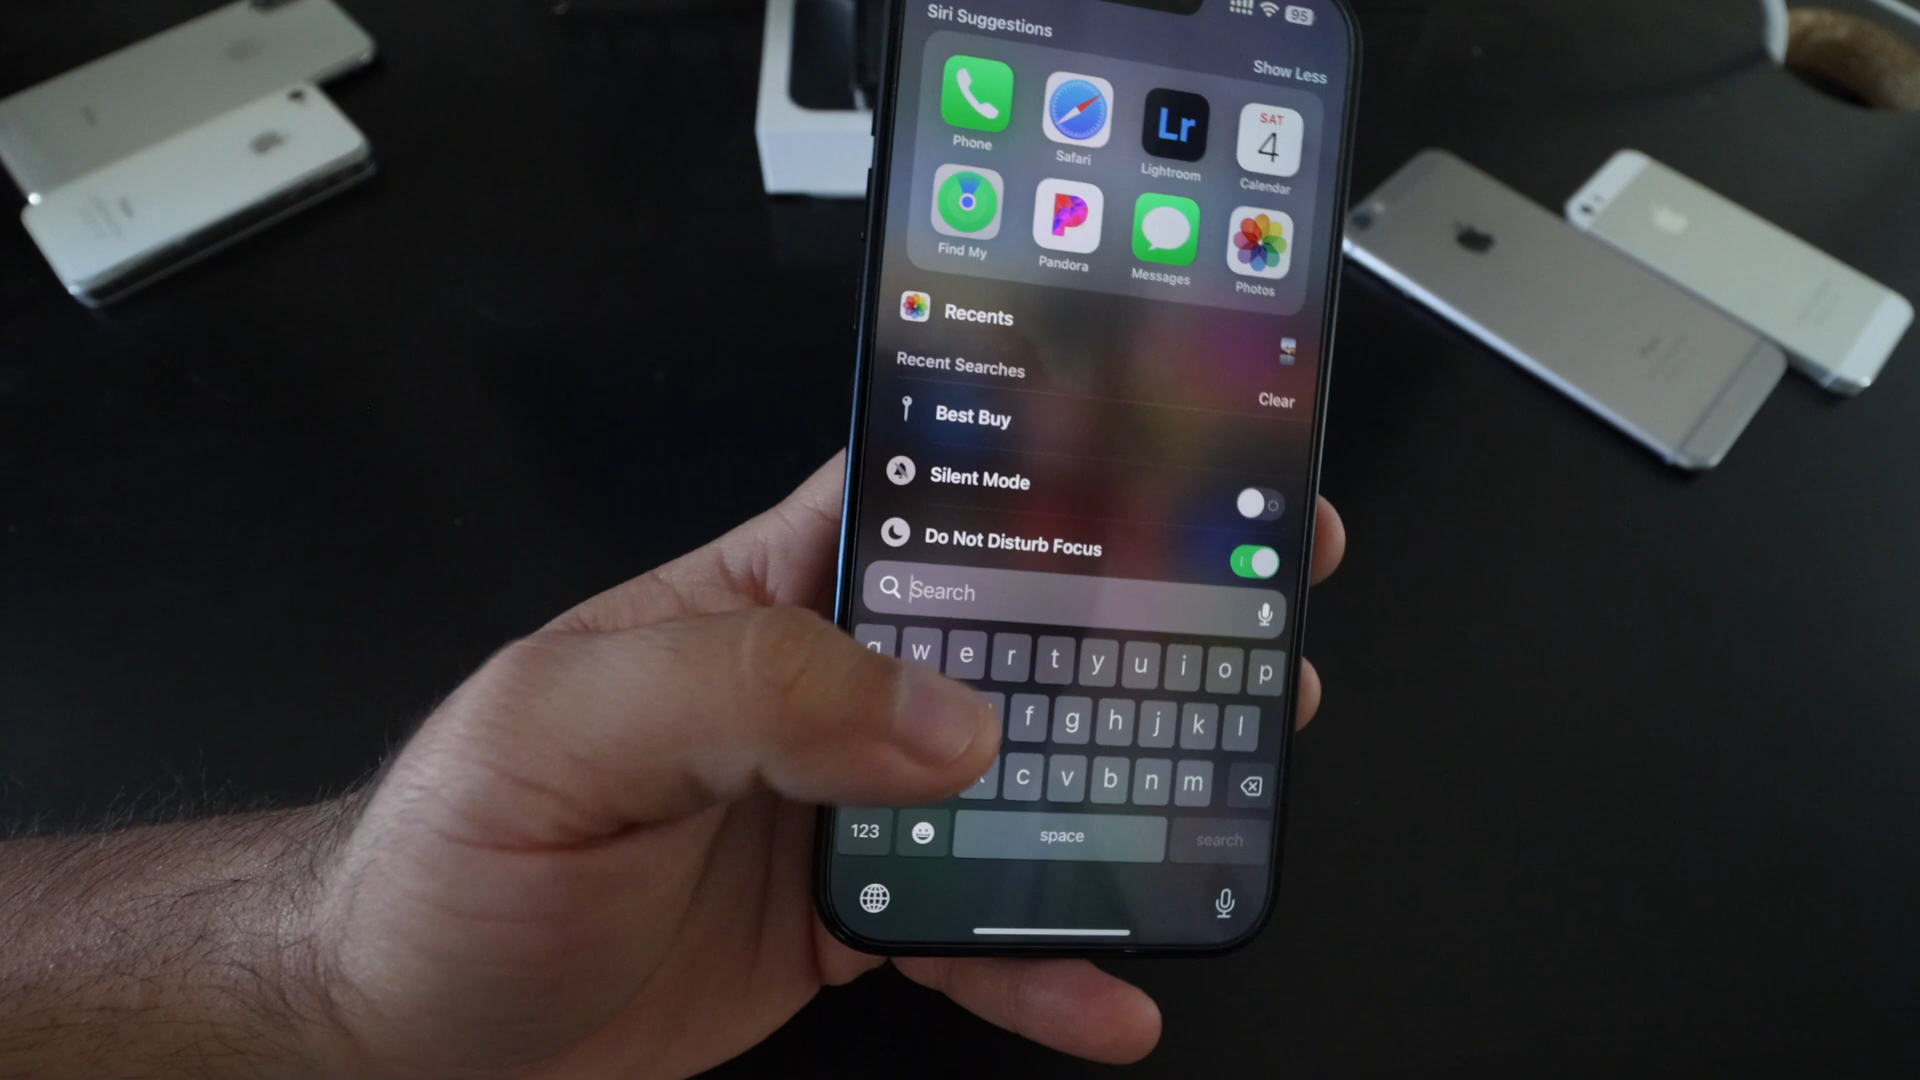 Siri Suggestions
95
Show Less
Phone
Safari
Lr
Lightroom
SAT
4
Calendar
Find My
Pandora
Messages
Photos
Recents
Recent Searches
Clear
Best Buy
Silent Mode
Do Not Disturb Focus
Search
q w e r t y u i o p
f g h j k l
c v b n m
123
space
search